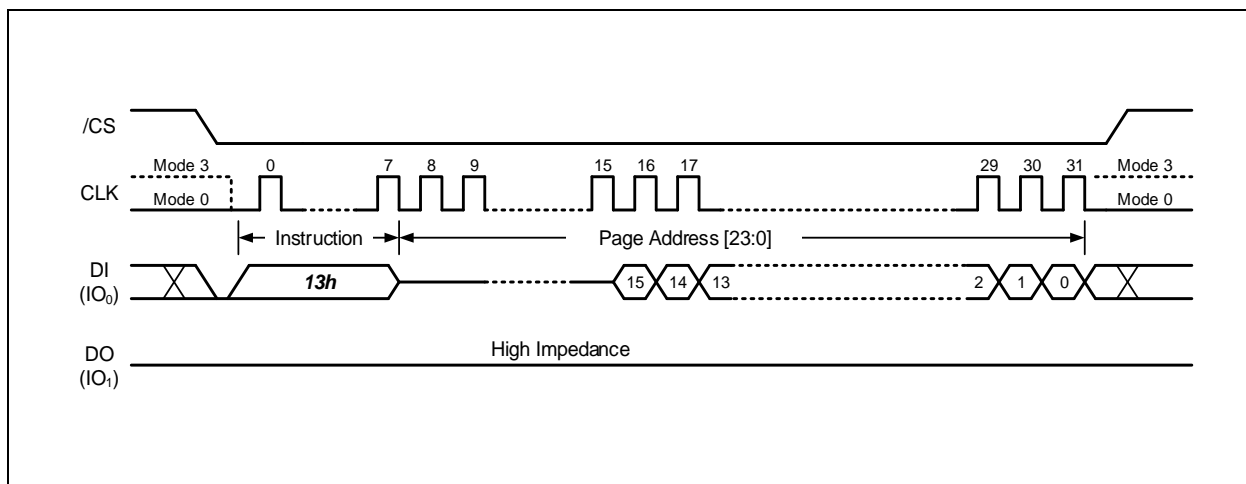 /CS
Mode 3 0 7 8 9 15 16 17 29 30 31 Mode 3
CLK
Mode 0 Mode 0
Instruction Page Address [23:0]
DI
(IO₀)
13h 15 14 13 2 1 0
High Impedance
DO
(IO₁)